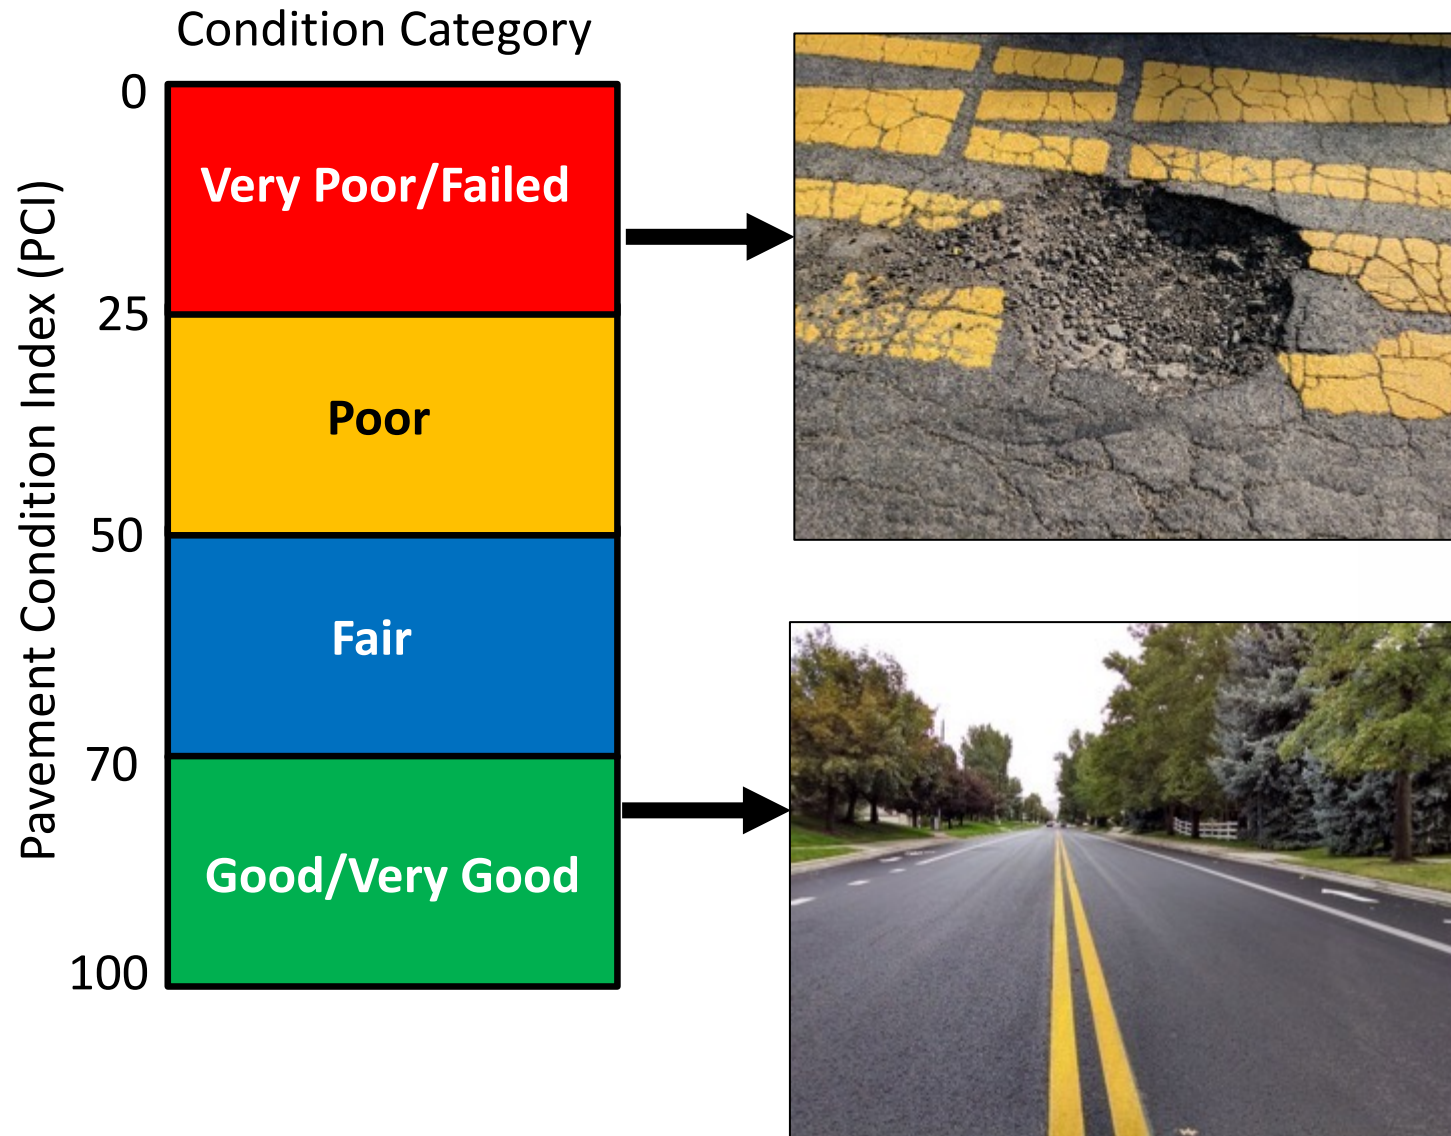 Condition Category
0
Very Poor/Failed
25
Poor
50
Fair
70
Good/Very Good
100
Pavement Condition Index (PCI)